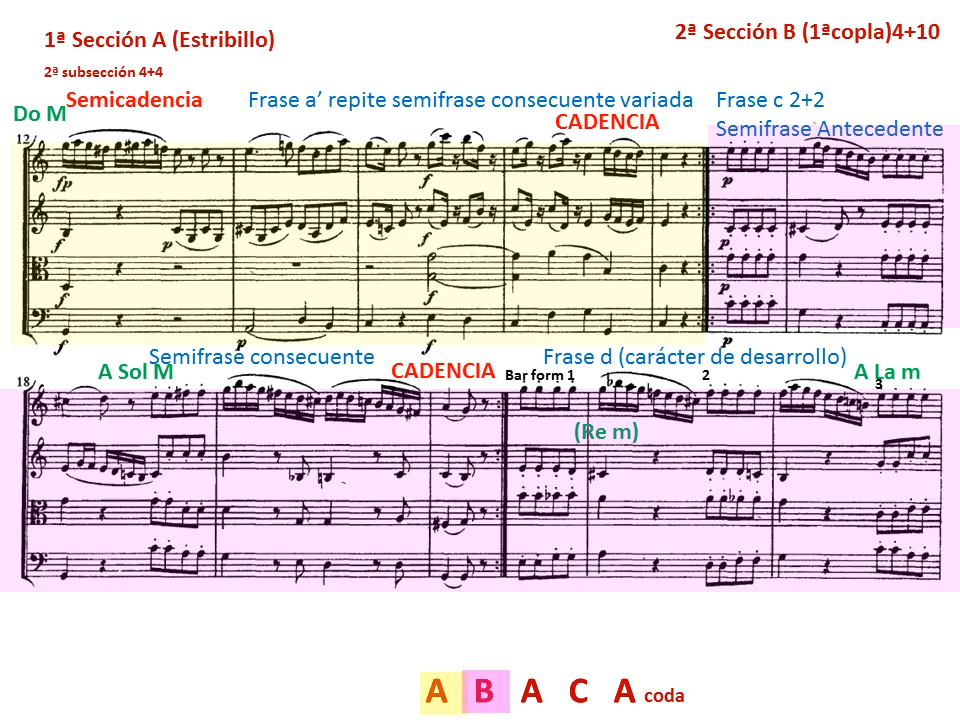 1ª Sección A (Estribillo)
2ª Sección B (1ªcopla)4+10
2ª subsección 4+4
Semicadencia
Frase a’ repite semifrase consecuente variada
Frase c 2+2
Do M
CADENCIA
Semifrase Antecedente
12
fp
p
f
p
f
f
p
p
f
f
p
f
p
f
Semifrase consecuente
Frase d (carácter de desarrollo)
A Sol M
CADENCIA
Bar form 1
2
A La m
3
18
(Re m)
A B A C A coda